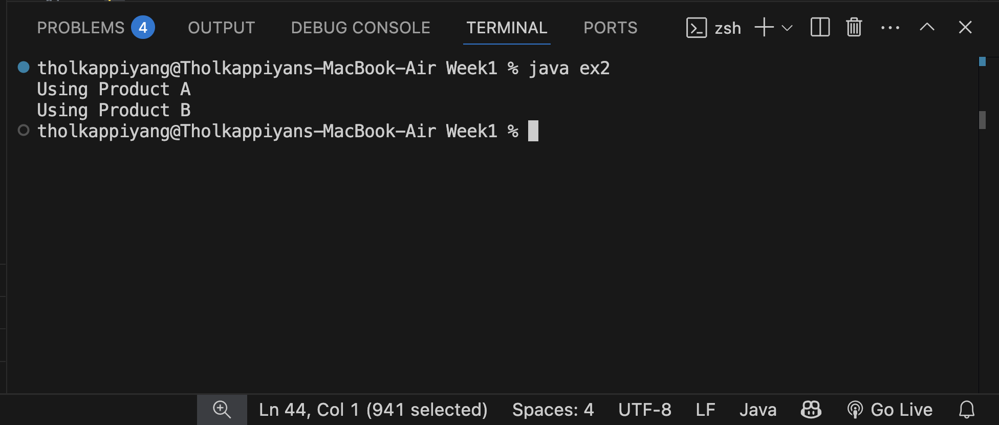 PROBLEMS 4 OUTPUT DEBUG CONSOLE TERMINAL PORTS zsh
tholkappiyang@Tholkappiyans-MacBook-Air Week1 % java ex2
Using Product A
Using Product B
tholkappiyang@Tholkappiyans-MacBook-Air Week1 %
Ln 44, Col 1 (941 selected) Spaces: 4 UTF-8 LF Java Go Live